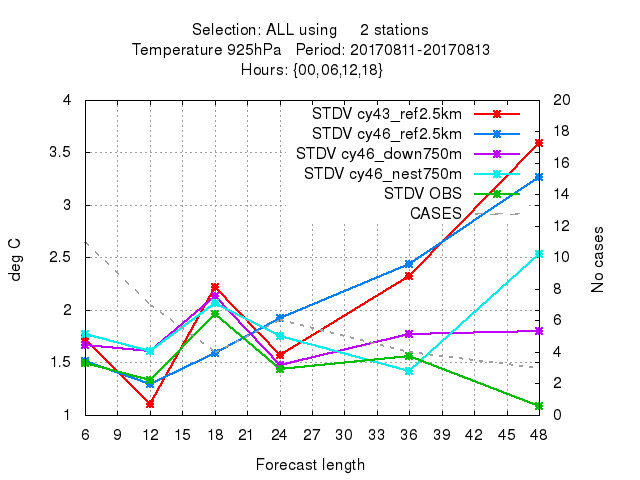 Selection: ALL using 2 stations
Temperature 925hPa Period: 20170811-20170813
Hours: {00,06,12,18}
STDV cy43_ref2.5km
STDV cy46_ref2.5km
STDV cy46_down750m
STDV cy46_nest750m
STDV OBS
CASES
deg C
4
3.5
3
2.5
2
1.5
1
No cases
20
18
16
14
12
10
8
6
4
2
0
6 9 12 15 18 21 24 27 30 33 36 39 42 45 48
Forecast length